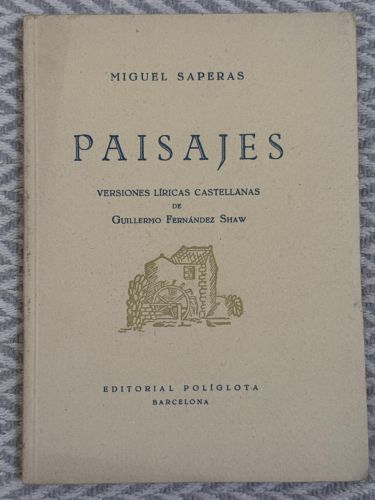 MIGUEL SAPERAS
PAISAJES
VERSIONES LÍRICAS CASTELLANAS
DE
GUILLERMO FERNÁNDEZ SHAW
EDITORIAL POLÍGLOTA
BARCELONA